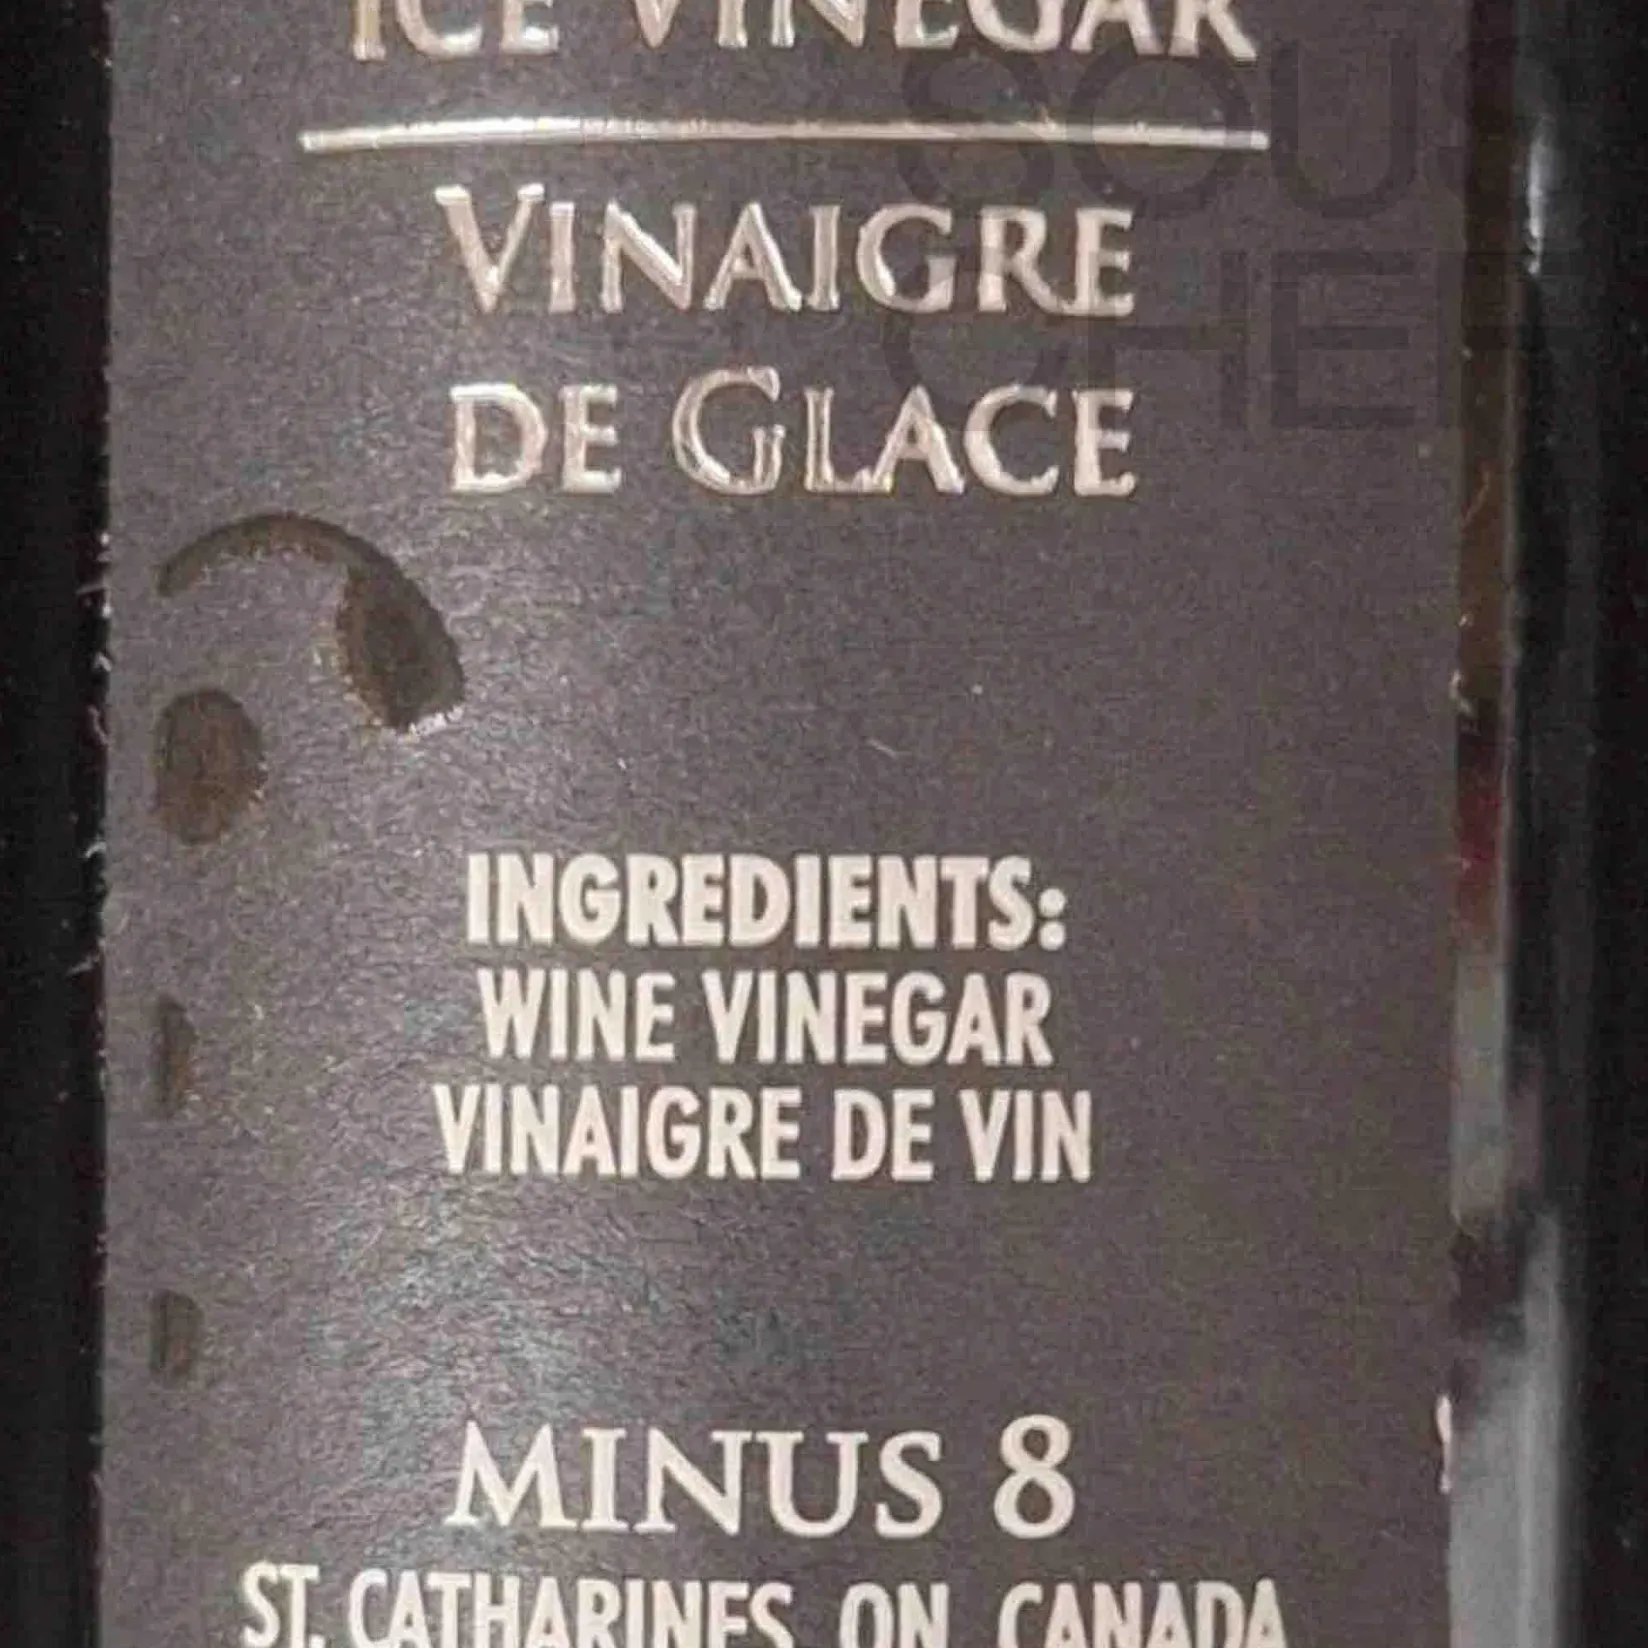 ICE VINEGAR
VINAIGRE
DE GLACE
INGREDIENTS:
WINE VINEGAR
VINAIGRE DE VIN
MINUS 8
ST. CATHARINES, ON, CANADA